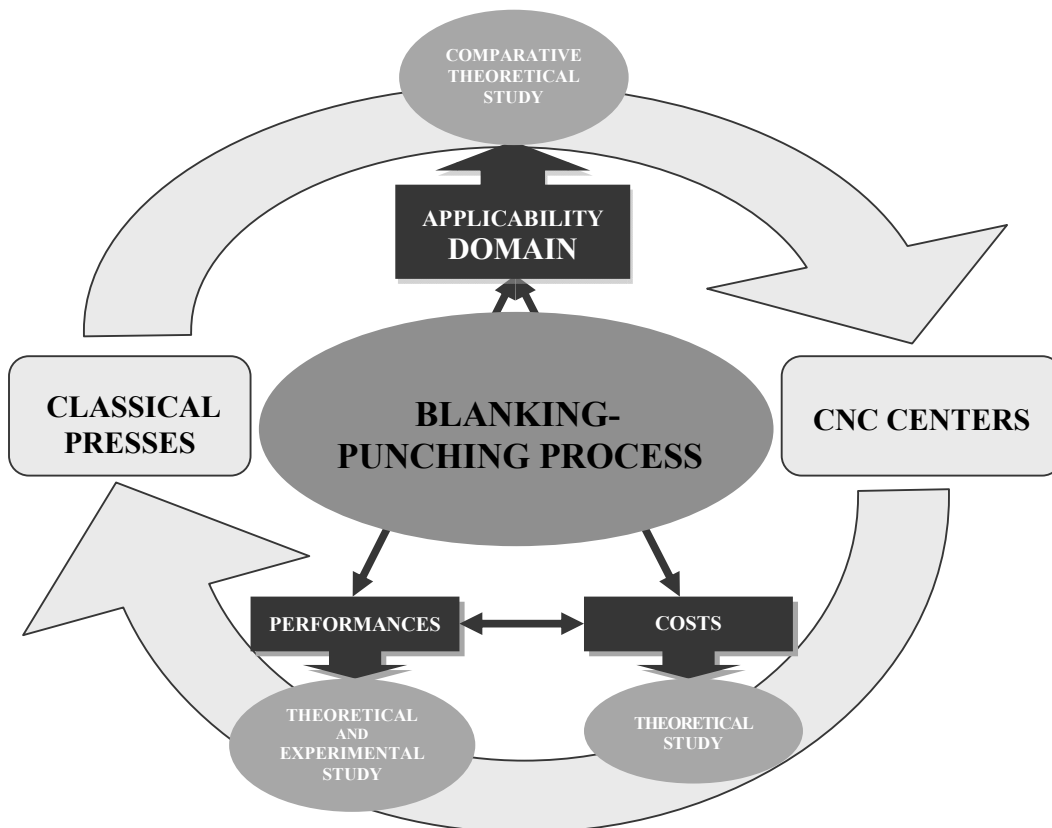 COMPARATIVE
THEORETICAL
STUDY
APPLICABILITY
DOMAIN
CLASSICAL
PRESSES
BLANKING-
PUNCHING PROCESS
CNC CENTERS
PERFORMANCES
COSTS
THEORETICAL
AND
EXPERIMENTAL
STUDY
THEORETICAL
STUDY